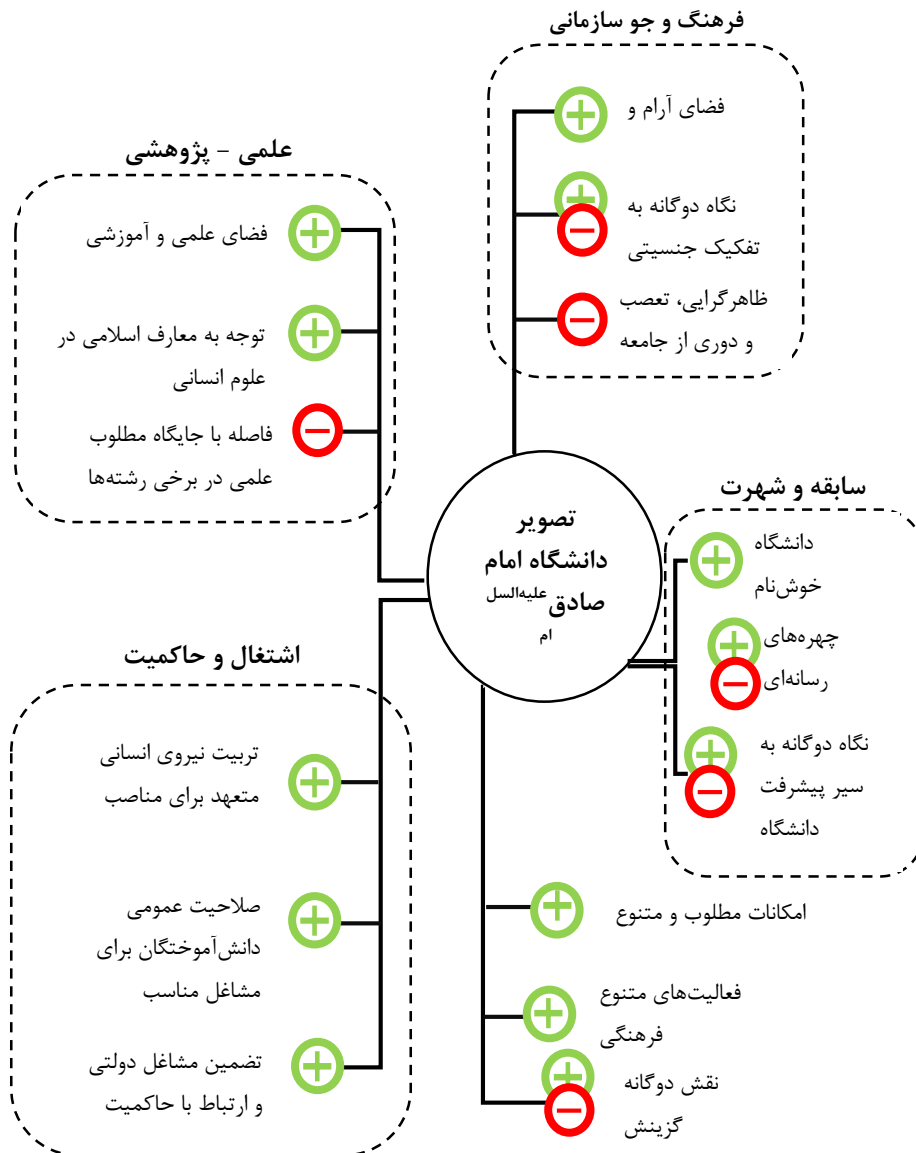 فرهنگ و جو سازمانی
فضای آرام و
نگاه دوگانه به
تفکیک جنسیتی
ظاهرگرایی، تعصب
و دوری از جامعه
علمی - پژوهشی
فضای علمی و آموزشی
توجه به معارف اسلامی در
علوم انسانی
فاصله با جایگاه مطلوب
علمی در برخی رشته‌ها
تصویر
دانشگاه امام
صادق علیه‌السل
ام
سابقه و شهرت
دانشگاه
خوش‌نام
چهره‌های
رسانه‌ای
نگاه دوگانه به
سیر پیشرفت
دانشگاه
اشتغال و حاکمیت
تربیت نیروی انسانی
متعهد برای مناصب
صلاحیت عمومی
دانش‌آموختگان برای
مشاغل مناسب
تضمین مشاغل دولتی
و ارتباط با حاکمیت
امکانات مطلوب و متنوع
فعالیت‌های متنوع
فرهنگی
نقش دوگانه
گزینش